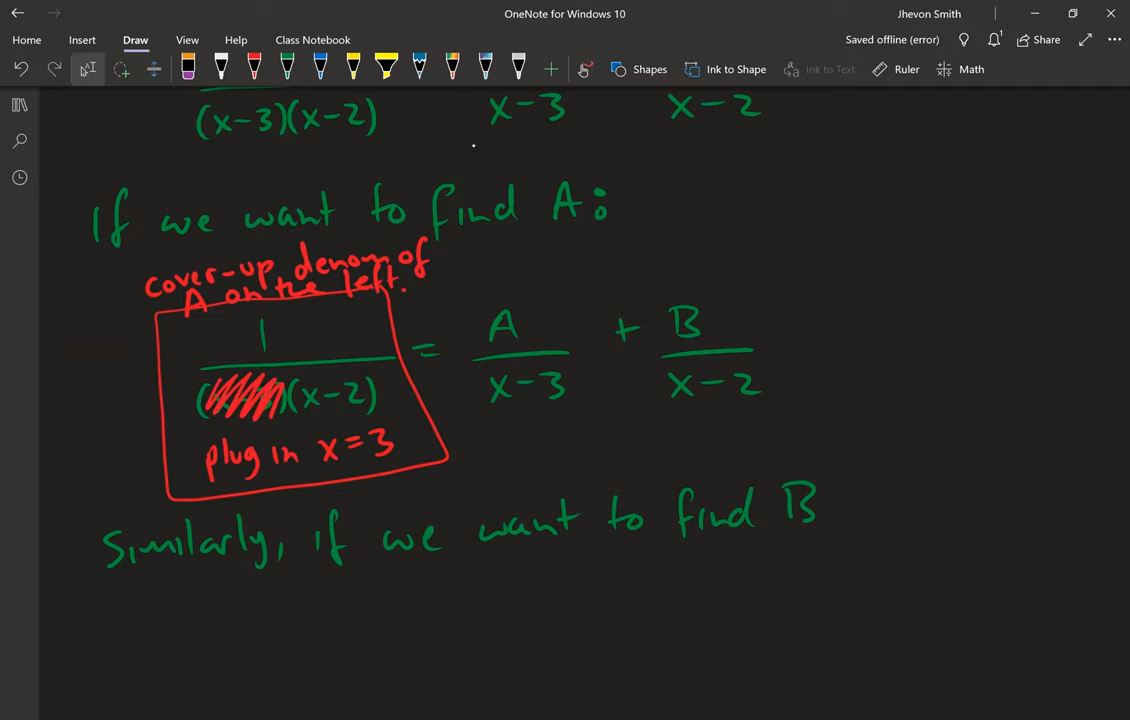 OneNote for Windows 10
Jhevon Smith
Home Insert Draw View Help Class Notebook
Saved offline (error)
1
Share
Shapes
Ink to Shape
Ink to Text
Ruler
Math
(x-3)(x-2) x-3 x-2
If we want to find A:
cover-up denom of
A on the left.
1 = A + B
(x-2) x-3 x-2
plug in x=3
Similarly, if we want to find B